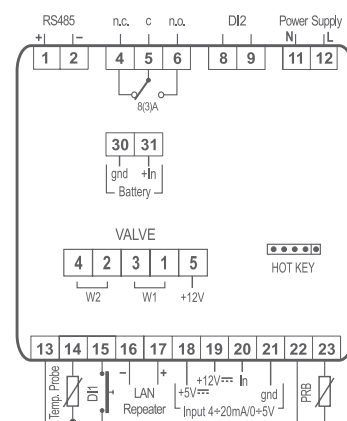 RS485 n.c. c n.o. DI2 Power Supply
+ − N L
1 2 4 5 6 8 9 11 12
8(3)A
30 31
gnd +In
Battery
VALVE
4 2 3 1 5
W2 W1 +12V
HOT KEY
13 14 15 16 17 18 19 20 21 22 23
Temp. Probe
DI1
− +
LAN
Repeater
+5V +12V In gnd
Input 4÷20mA/0÷5V
PRB